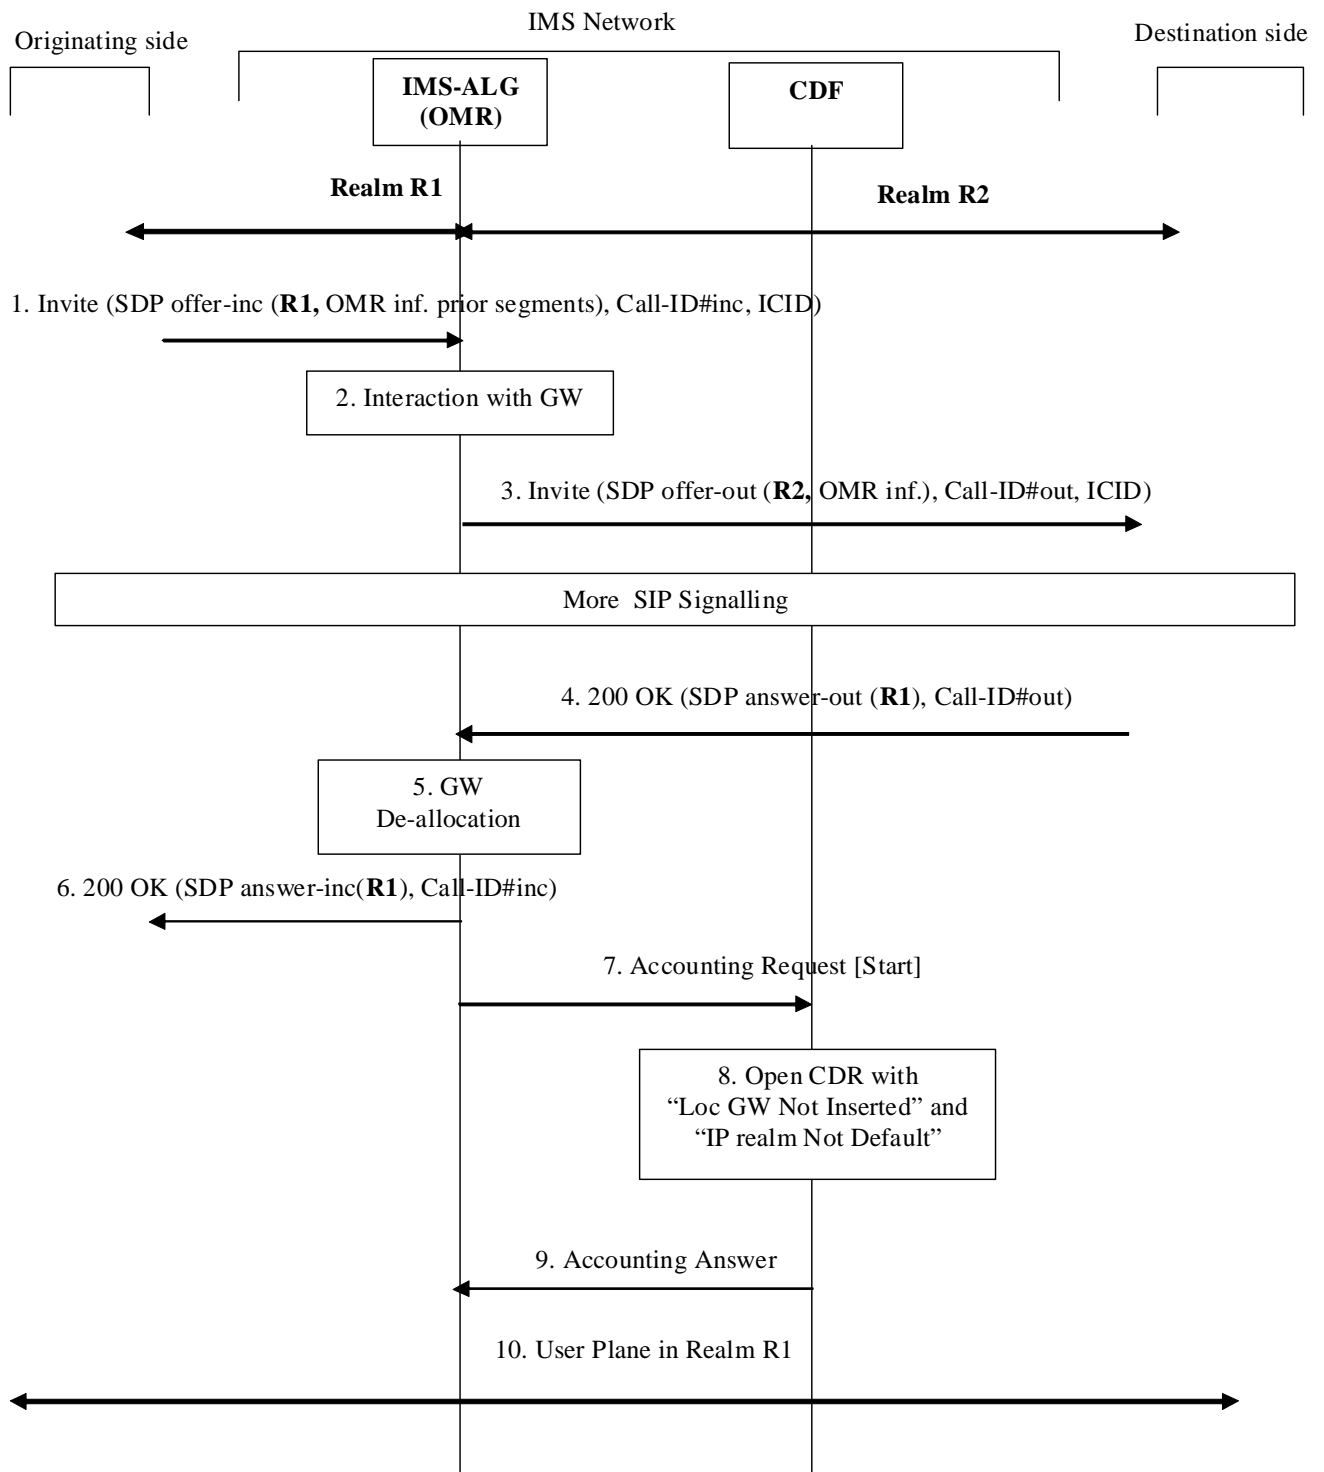 IMS Network
Originating side
Destination side
IMS-ALG
(OMR)
CDF
Realm R1
Realm R2
1. Invite (SDP offer-inc (R1, OMR inf. prior segments), Call-ID#inc, ICID)
2. Interaction with GW
3. Invite (SDP offer-out (R2, OMR inf.), Call-ID#out, ICID)
More SIP Signalling
4. 200 OK (SDP answer-out (R1), Call-ID#out)
5. GW
De-allocation
6. 200 OK (SDP answer-inc(R1), Call-ID#inc)
7. Accounting Request [Start]
8. Open CDR with
“Loc GW Not Inserted” and
“IP realm Not Default”
9. Accounting Answer
10. User Plane in Realm R1